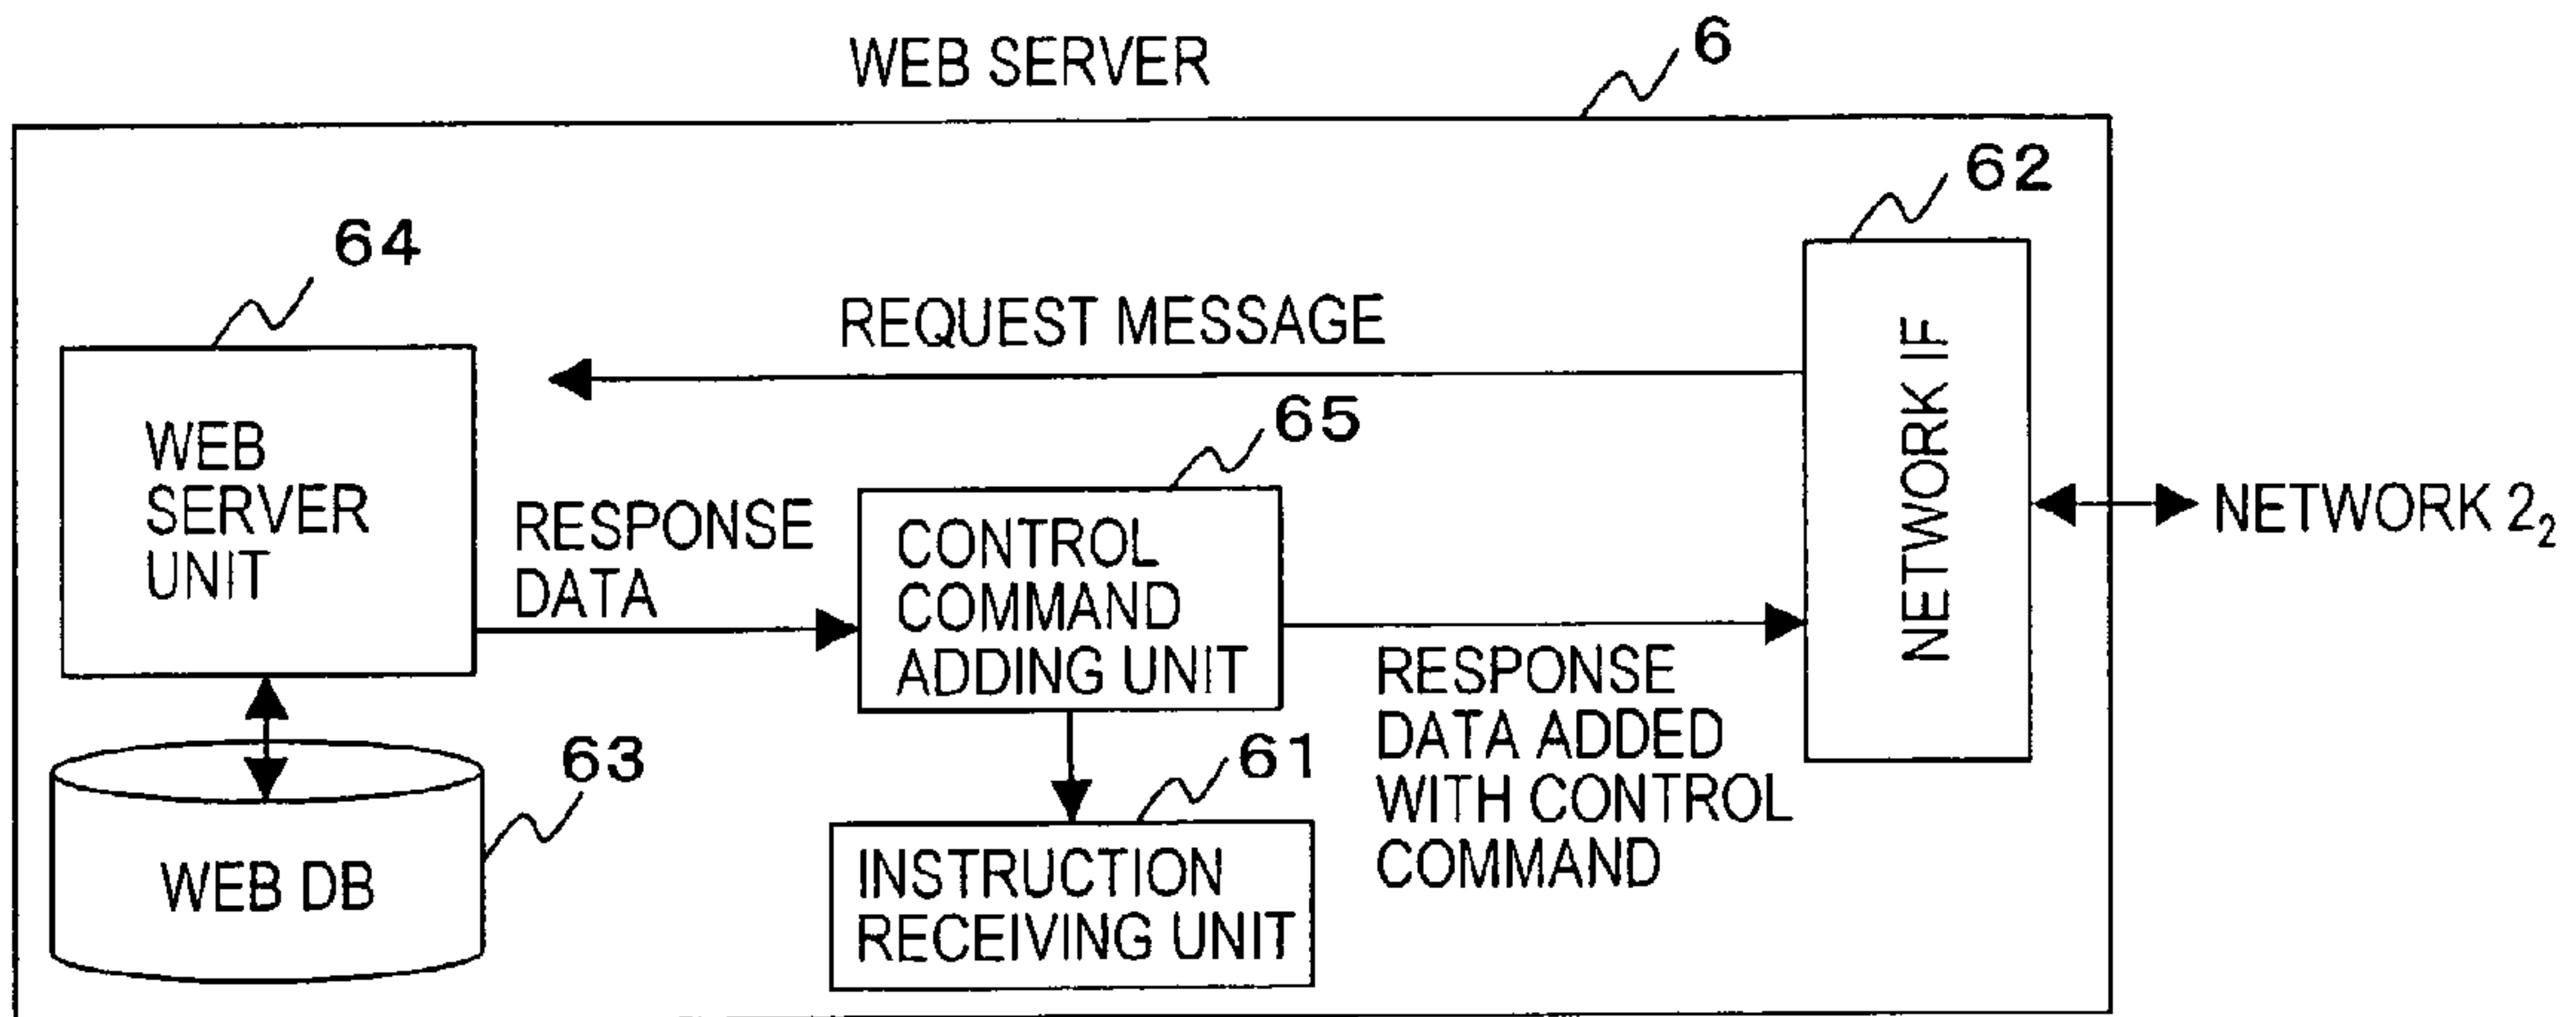 WEB SERVER
6
62
64
REQUEST MESSAGE
NETWORK IF
65
WEB
SERVER
UNIT
RESPONSE
DATA
CONTROL
COMMAND
ADDING UNIT
NETWORK 2₂
RESPONSE
DATA ADDED
WITH CONTROL
COMMAND
63
61
WEB DB
INSTRUCTION
RECEIVING UNIT